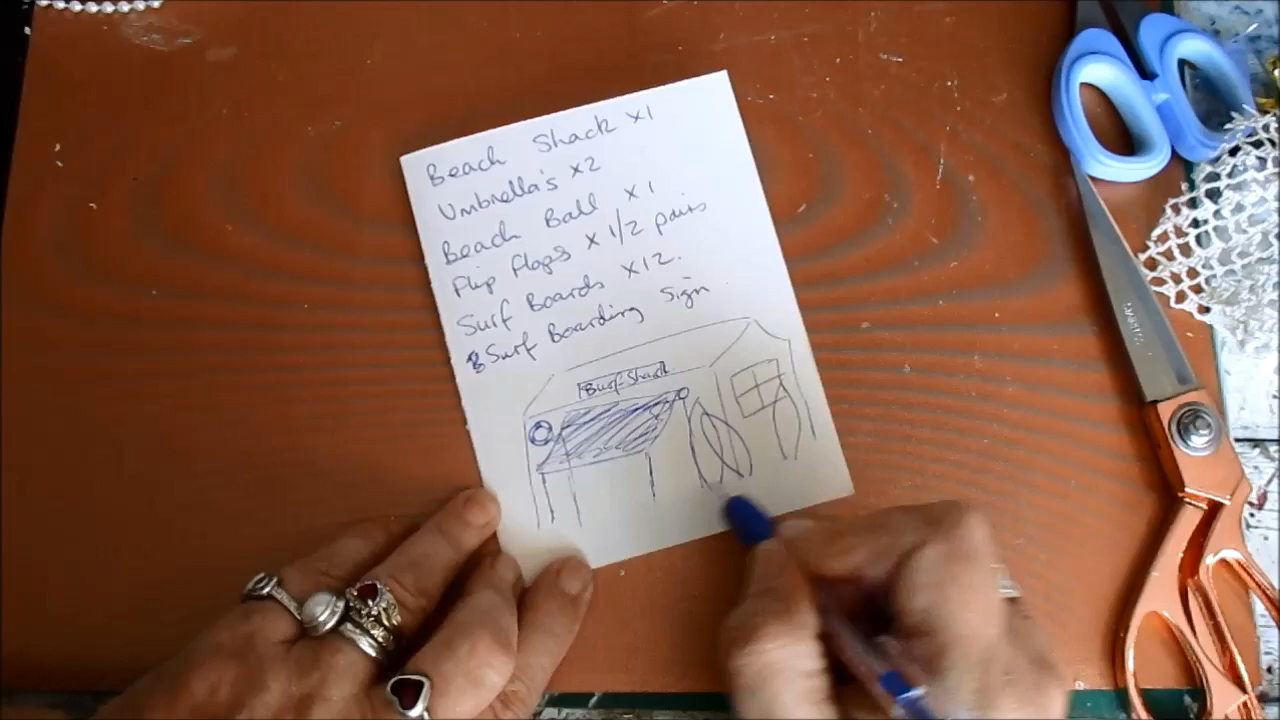 Beach Shack x1
Umbrella's x2
Beach Ball x1
Flip Flops x 1/2 pairs
Surf Boards x12.
Surf Boarding Sign
Surf-Shack